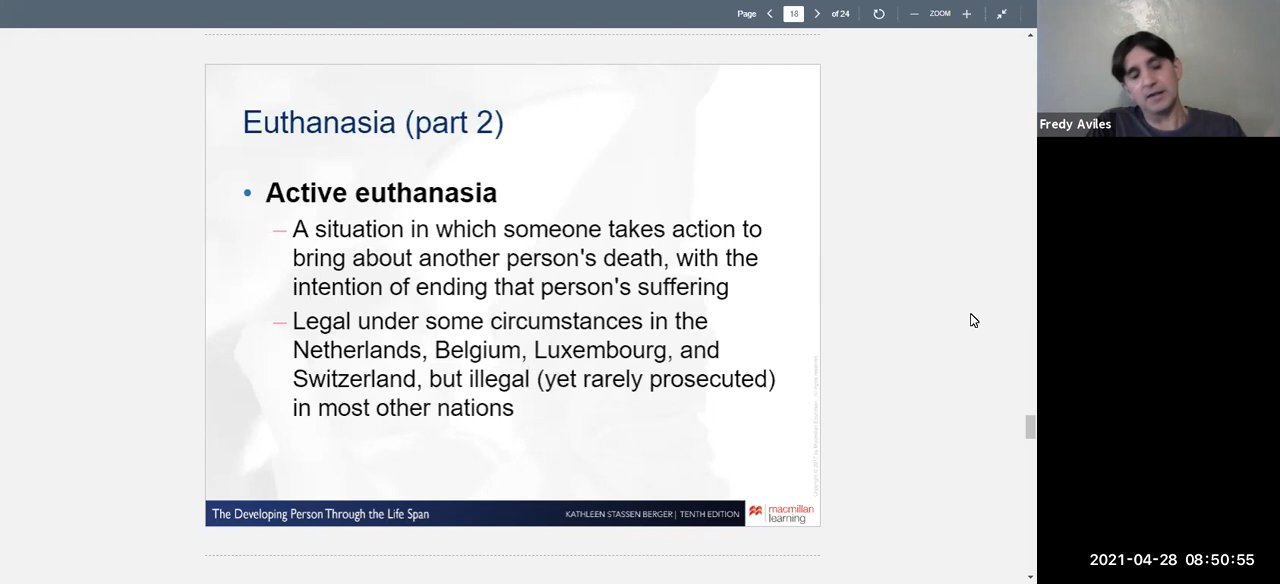 Page 18 of 24 ZOOM
Fredy Aviles
Euthanasia (part 2)
• Active euthanasia
– A situation in which someone takes action to
bring about another person's death, with the
intention of ending that person's suffering
– Legal under some circumstances in the
Netherlands, Belgium, Luxembourg, and
Switzerland, but illegal (yet rarely prosecuted)
in most other nations
The Developing Person Through the Life Span
KATHLEEN STASSEN BERGER | TENTH EDITION
macmillan
learning
2021-04-28 08:50:55